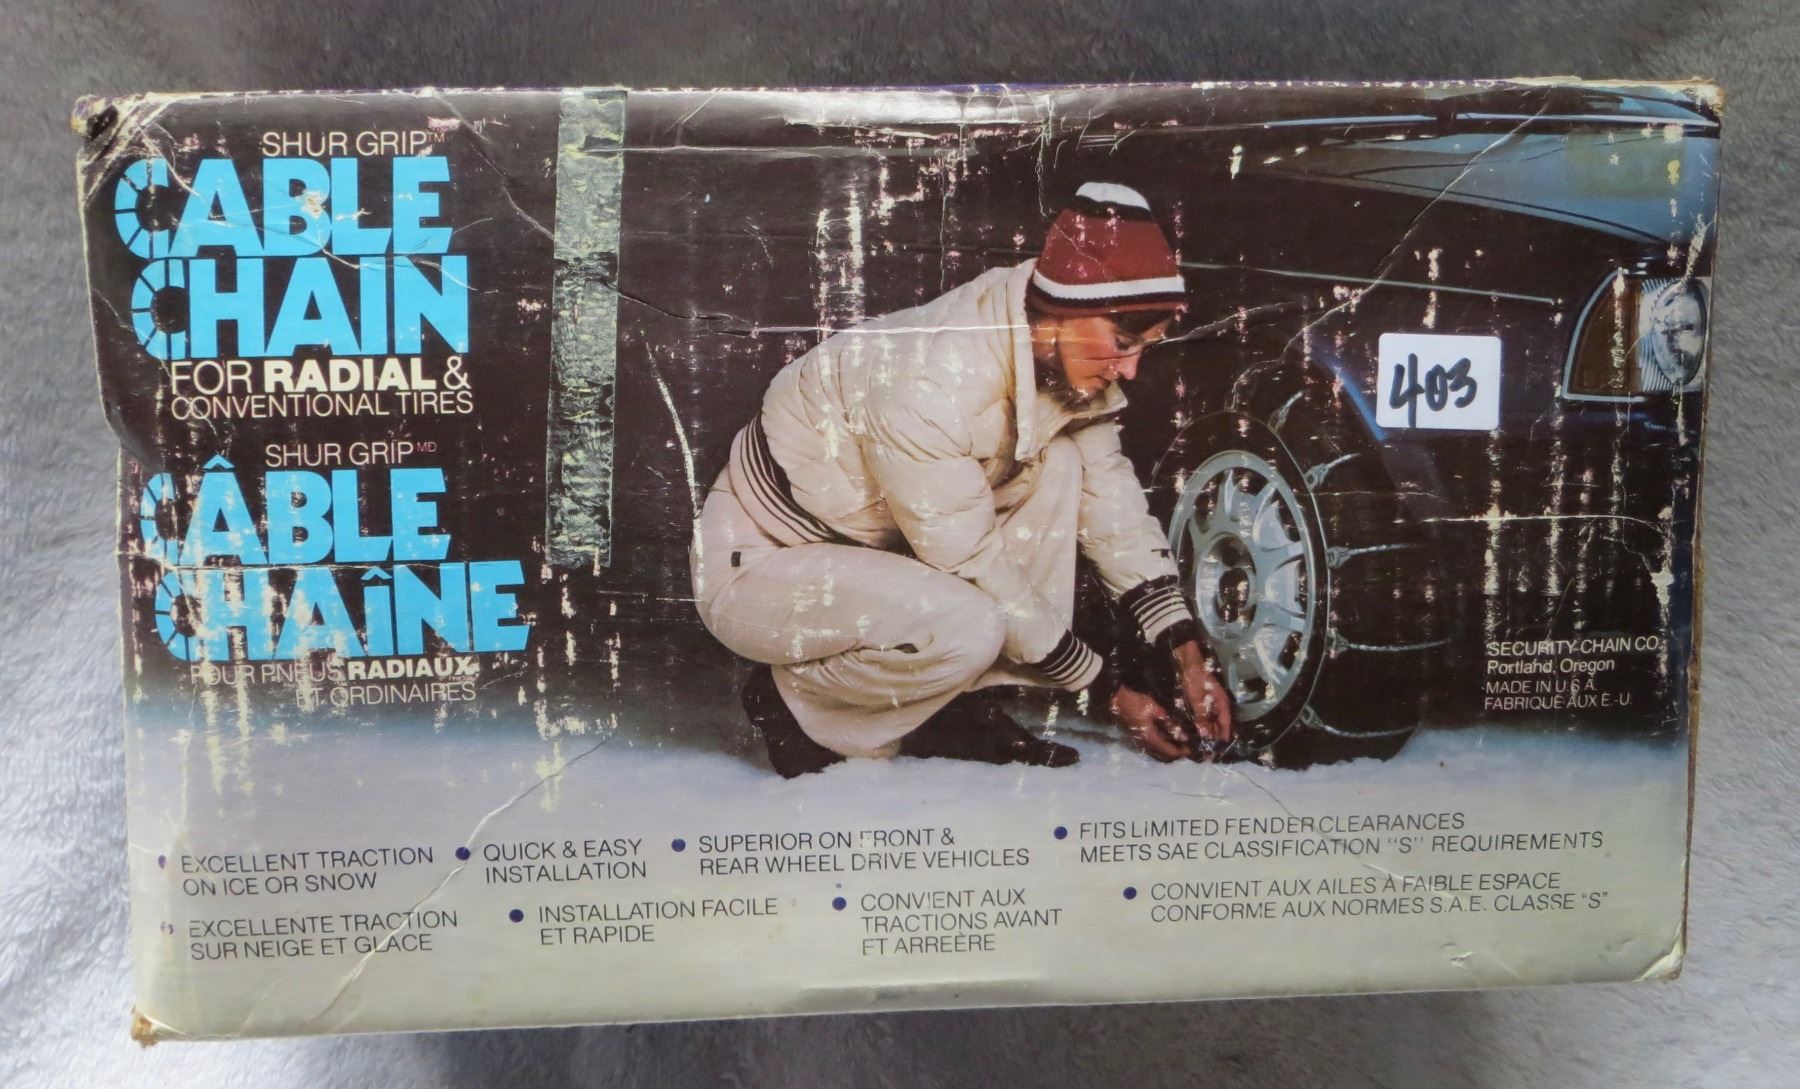 SHUR GRIP™
CABLE
CHAIN
FOR RADIAL &
CONVENTIONAL TIRES
SHUR GRIP MD
CÂBLE
CHAÎNE
POUR PNEUS RADIAUX
ET ORDINAIRES
403
SECURITY CHAIN CO.
Portland, Oregon
MADE IN U.S.A.
FABRIQUÉ AUX É.-U.
• EXCELLENT TRACTION
ON ICE OR SNOW
• QUICK & EASY
INSTALLATION
• SUPERIOR ON FRONT &
REAR WHEEL DRIVE VEHICLES
• FITS LIMITED FENDER CLEARANCES
MEETS SAE CLASSIFICATION "S" REQUIREMENTS
• EXCELLENTE TRACTION
SUR NEIGE ET GLACE
• INSTALLATION FACILE
ET RAPIDE
• CONVIENT AUX
TRACTIONS AVANT
ET ARREÈRE
• CONVIENT AUX AILES À FAIBLE ESPACE
CONFORME AUX NORMES S.A.E. CLASSE "S"